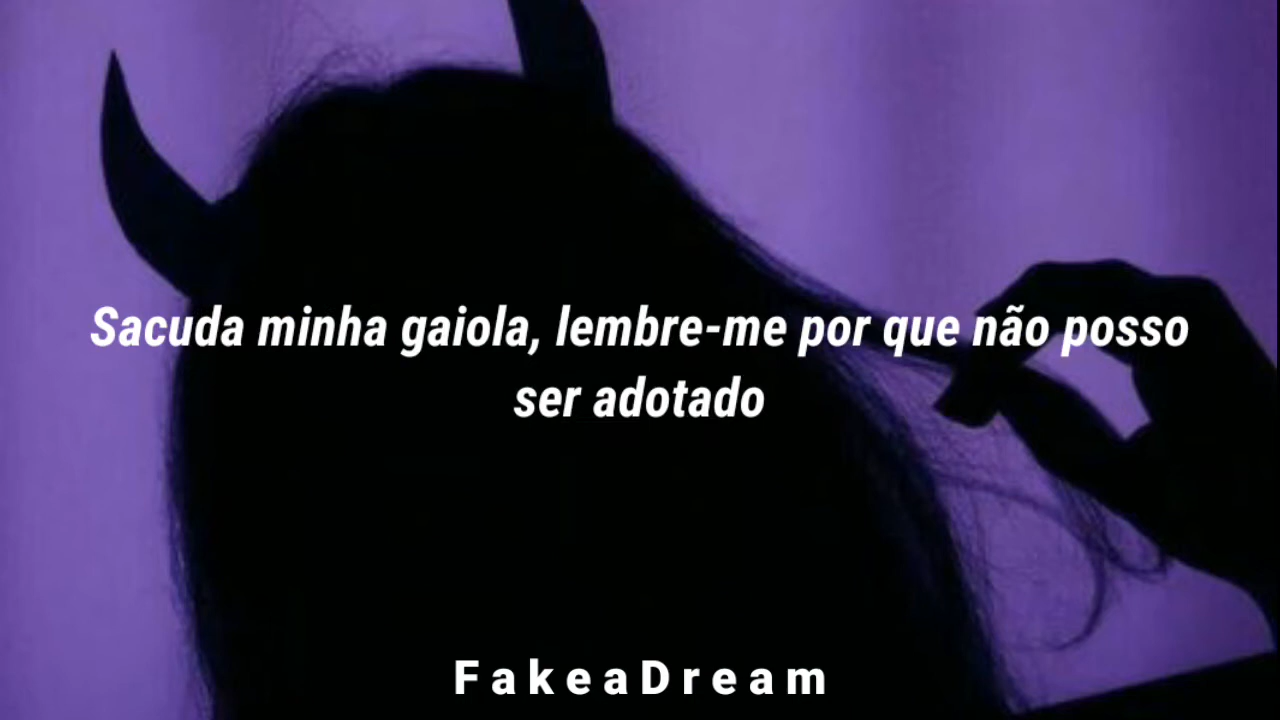 Sacuda minha gaiola, lembre-me por que não posso
ser adotado
FakeaDream